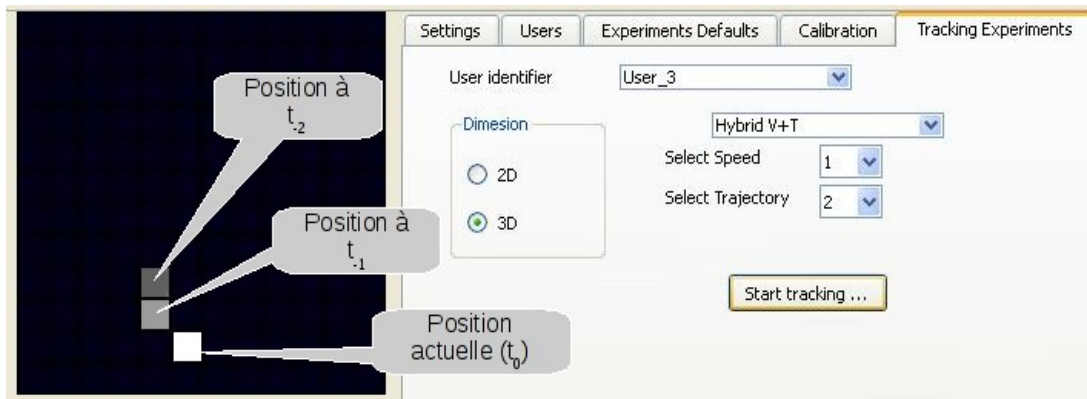 Settings
Users
Experiments Defaults
Calibration
Tracking Experiments
User identifier
User_3
Dimesion
2D
3D
Hybrid V+T
Select Speed
1
Select Trajectory
2
Start tracking ...
Position à
t-2
Position à
t-1
Position
actuelle (t0)